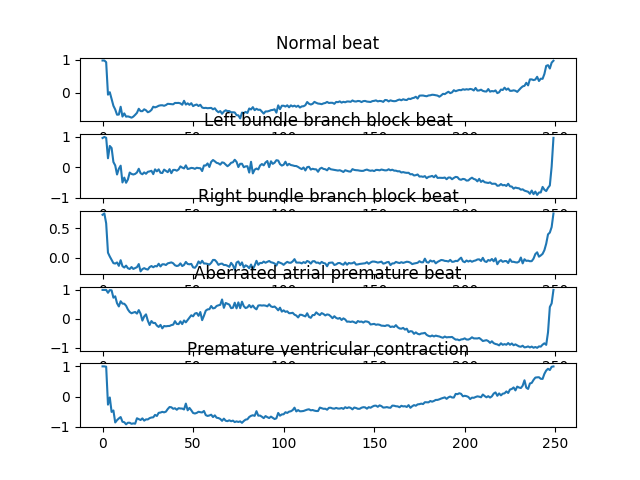 Normal beat
1
0
0 50 100 150 200 250
Left bundle branch block beat
1
0
−1
Right bundle branch block beat
0.5
0.0
Aberrated atrial premature beat
1
0
−1
Premature ventricular contraction
1
0
−1
0 50 100 150 200 250